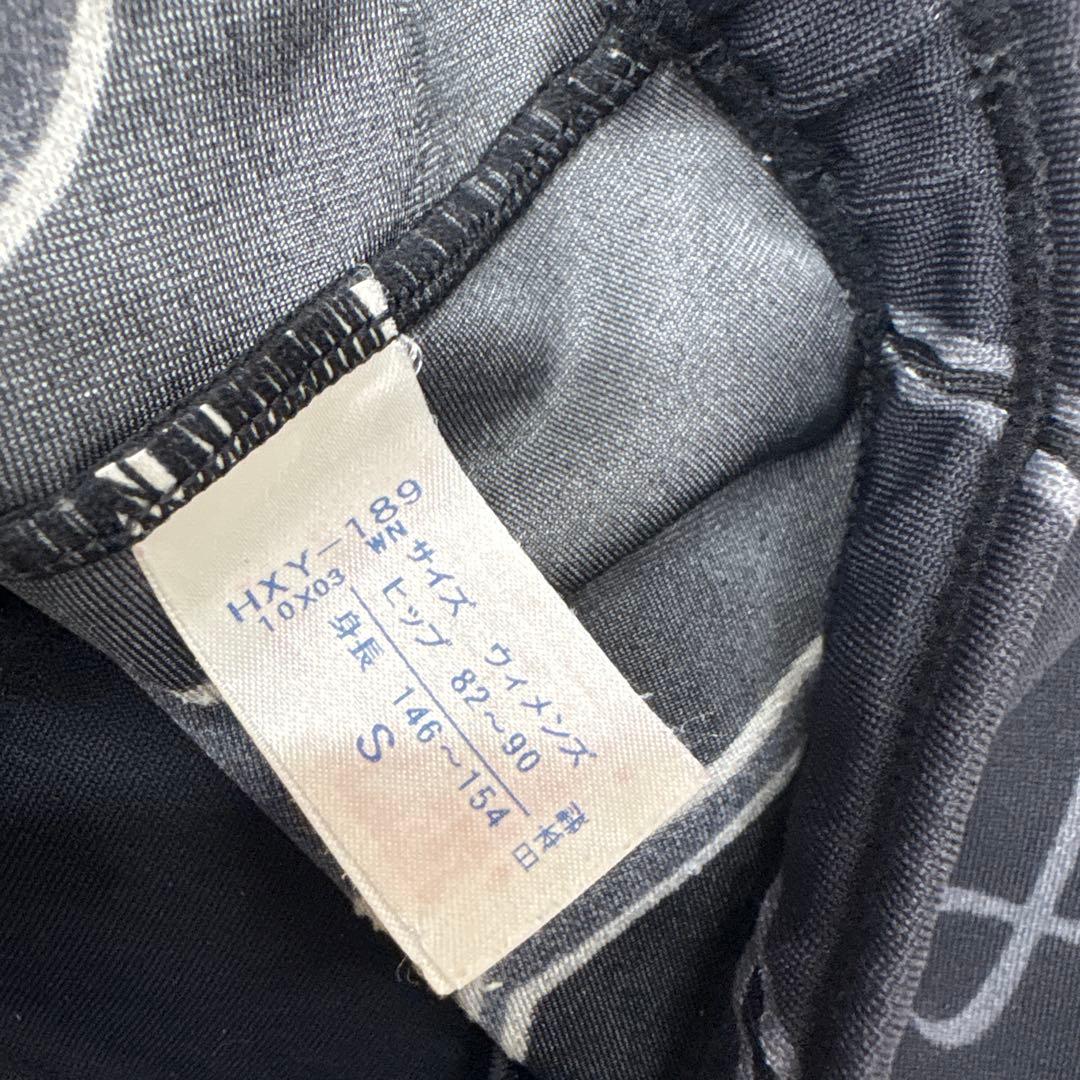 HXY-189
10X03 WN
サイズ ウィメンズ
ヒップ 82～90
身長 146～154
S
日本製